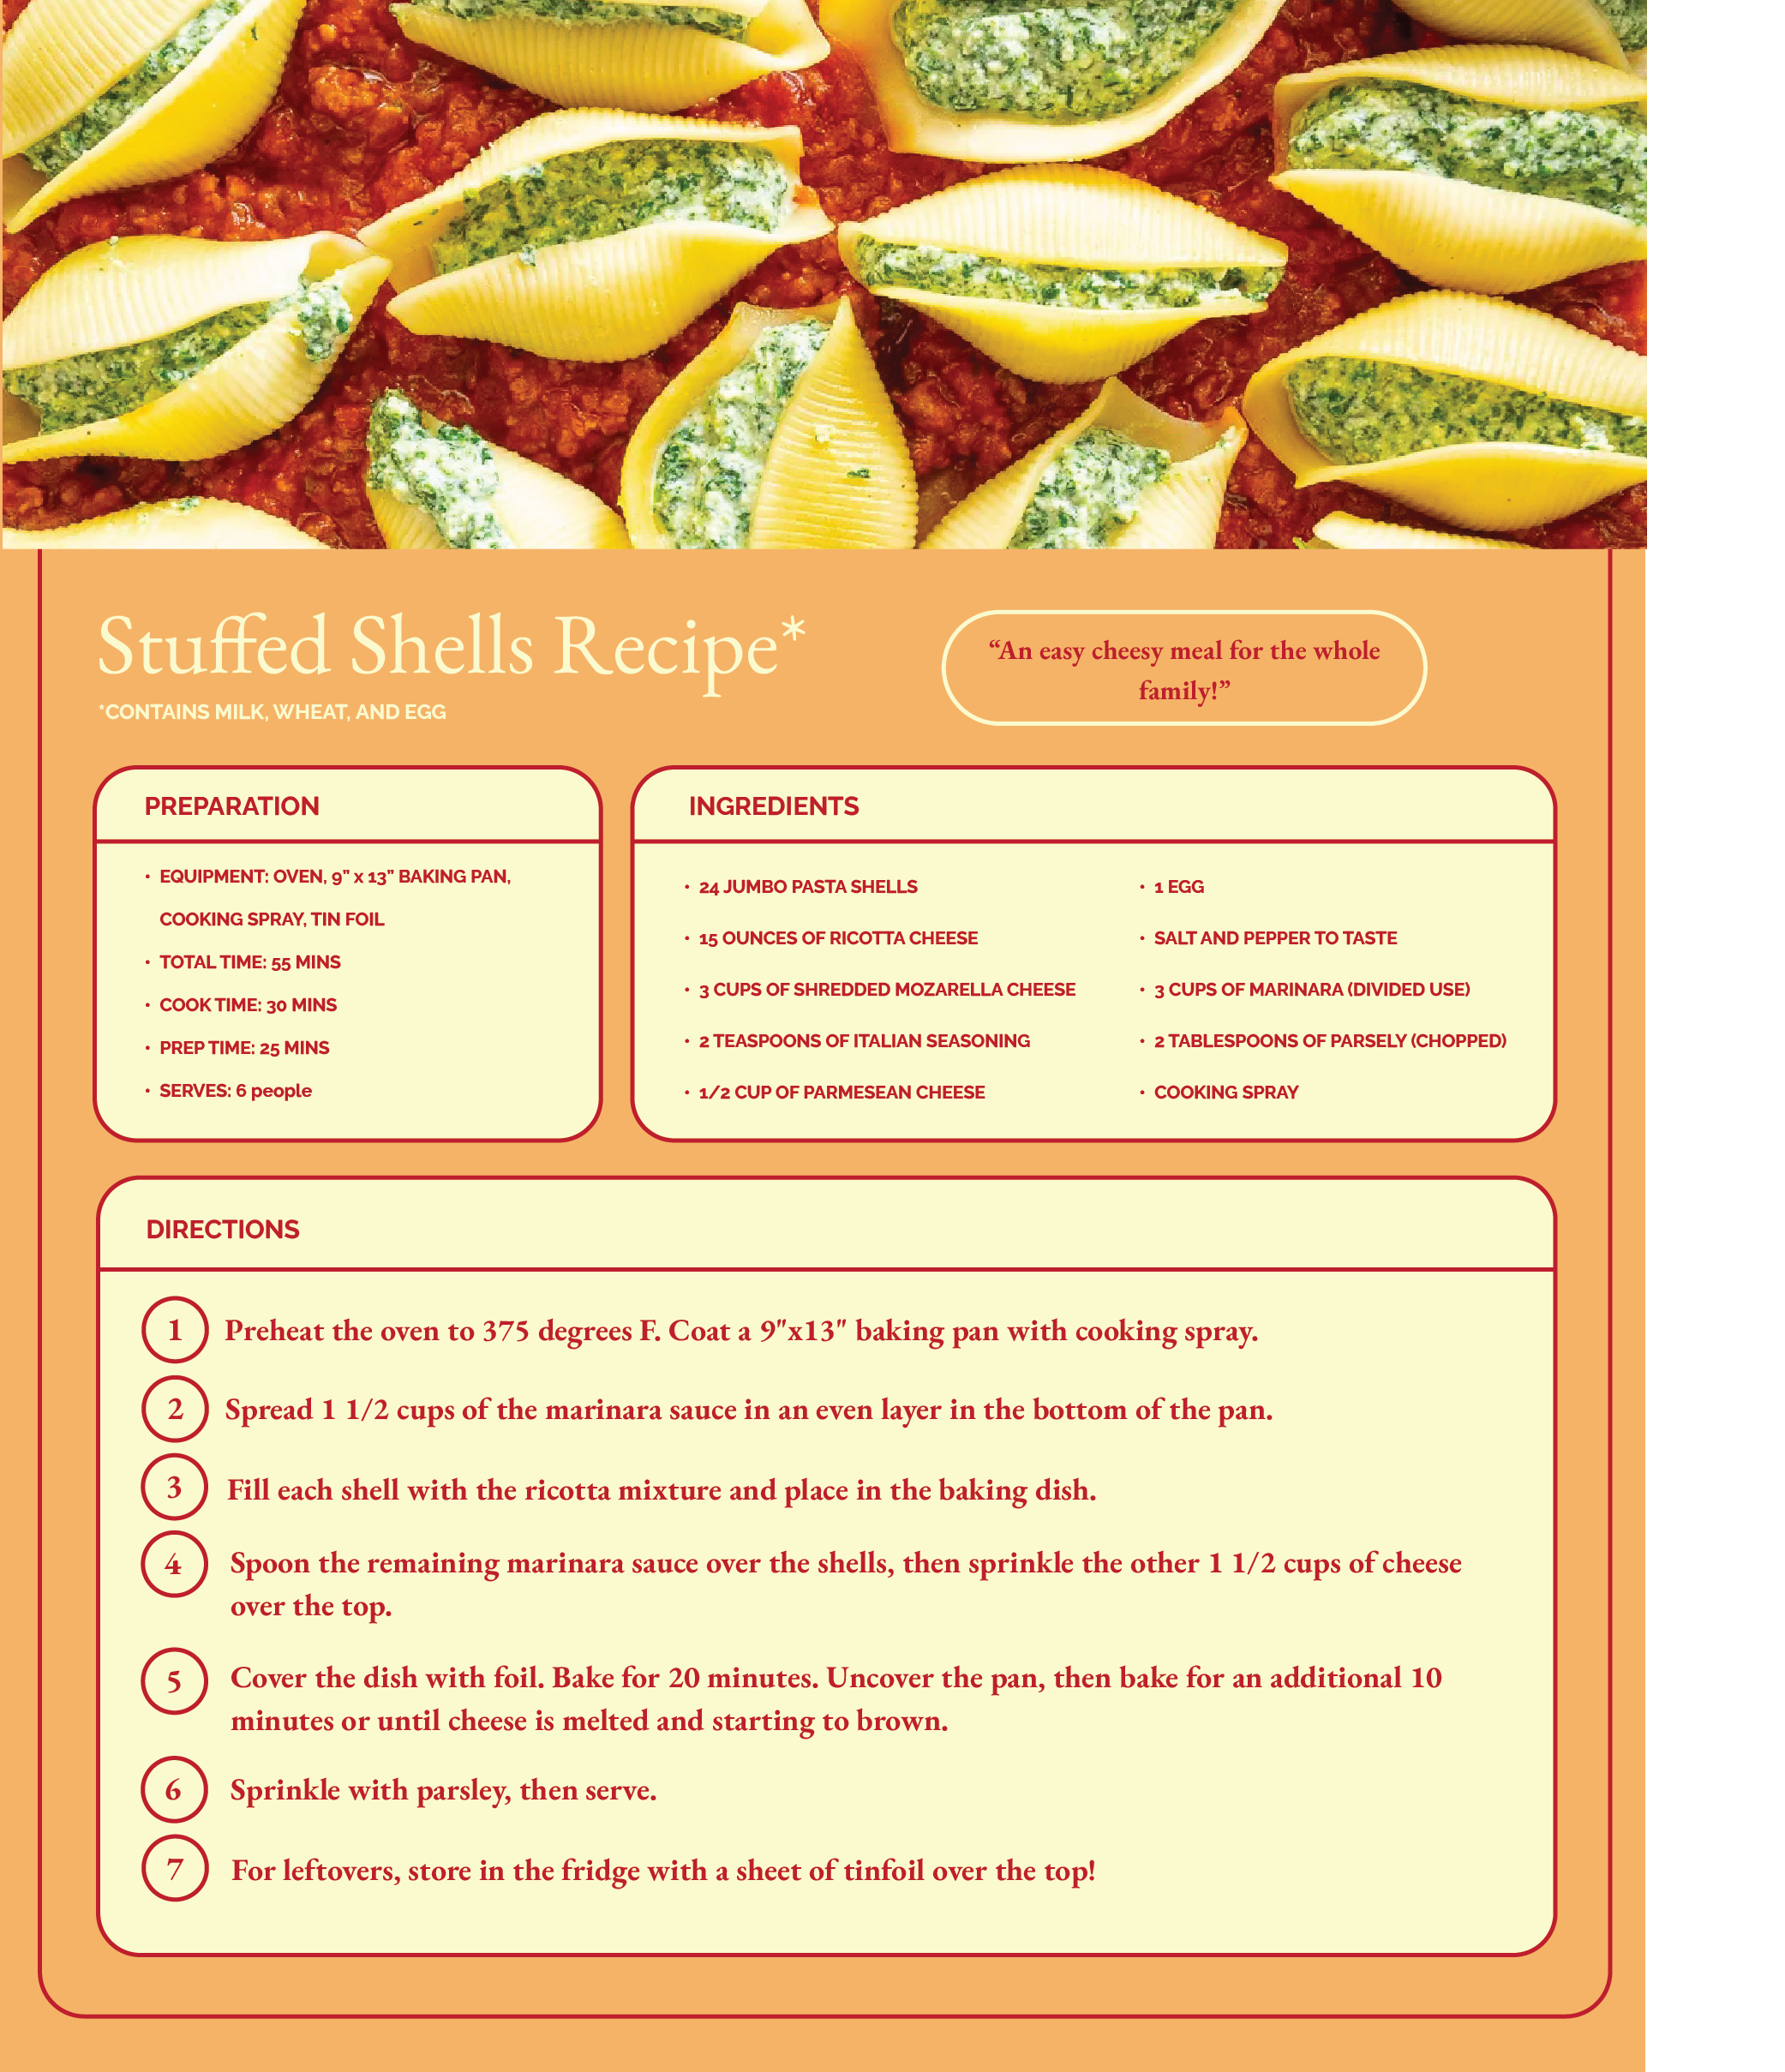 Stuffed Shells Recipe*
*CONTAINS MILK, WHEAT, AND EGG
“An easy cheesy meal for the whole
family!”
PREPARATION
• EQUIPMENT: OVEN, 9” x 13” BAKING PAN,
COOKING SPRAY, TIN FOIL
• TOTAL TIME: 55 MINS
• COOK TIME: 30 MINS
• PREP TIME: 25 MINS
• SERVES: 6 people
INGREDIENTS
• 24 JUMBO PASTA SHELLS
• 15 OUNCES OF RICOTTA CHEESE
• 3 CUPS OF SHREDDED MOZARELLA CHEESE
• 2 TEASPOONS OF ITALIAN SEASONING
• 1/2 CUP OF PARMESEAN CHEESE
• 1 EGG
• SALT AND PEPPER TO TASTE
• 3 CUPS OF MARINARA (DIVIDED USE)
• 2 TABLESPOONS OF PARSELY (CHOPPED)
• COOKING SPRAY
DIRECTIONS
1 Preheat the oven to 375 degrees F. Coat a 9"x13" baking pan with cooking spray.
2 Spread 1 1/2 cups of the marinara sauce in an even layer in the bottom of the pan.
3 Fill each shell with the ricotta mixture and place in the baking dish.
4 Spoon the remaining marinara sauce over the shells, then sprinkle the other 1 1/2 cups of cheese
over the top.
5 Cover the dish with foil. Bake for 20 minutes. Uncover the pan, then bake for an additional 10
minutes or until cheese is melted and starting to brown.
6 Sprinkle with parsley, then serve.
7 For leftovers, store in the fridge with a sheet of tinfoil over the top!